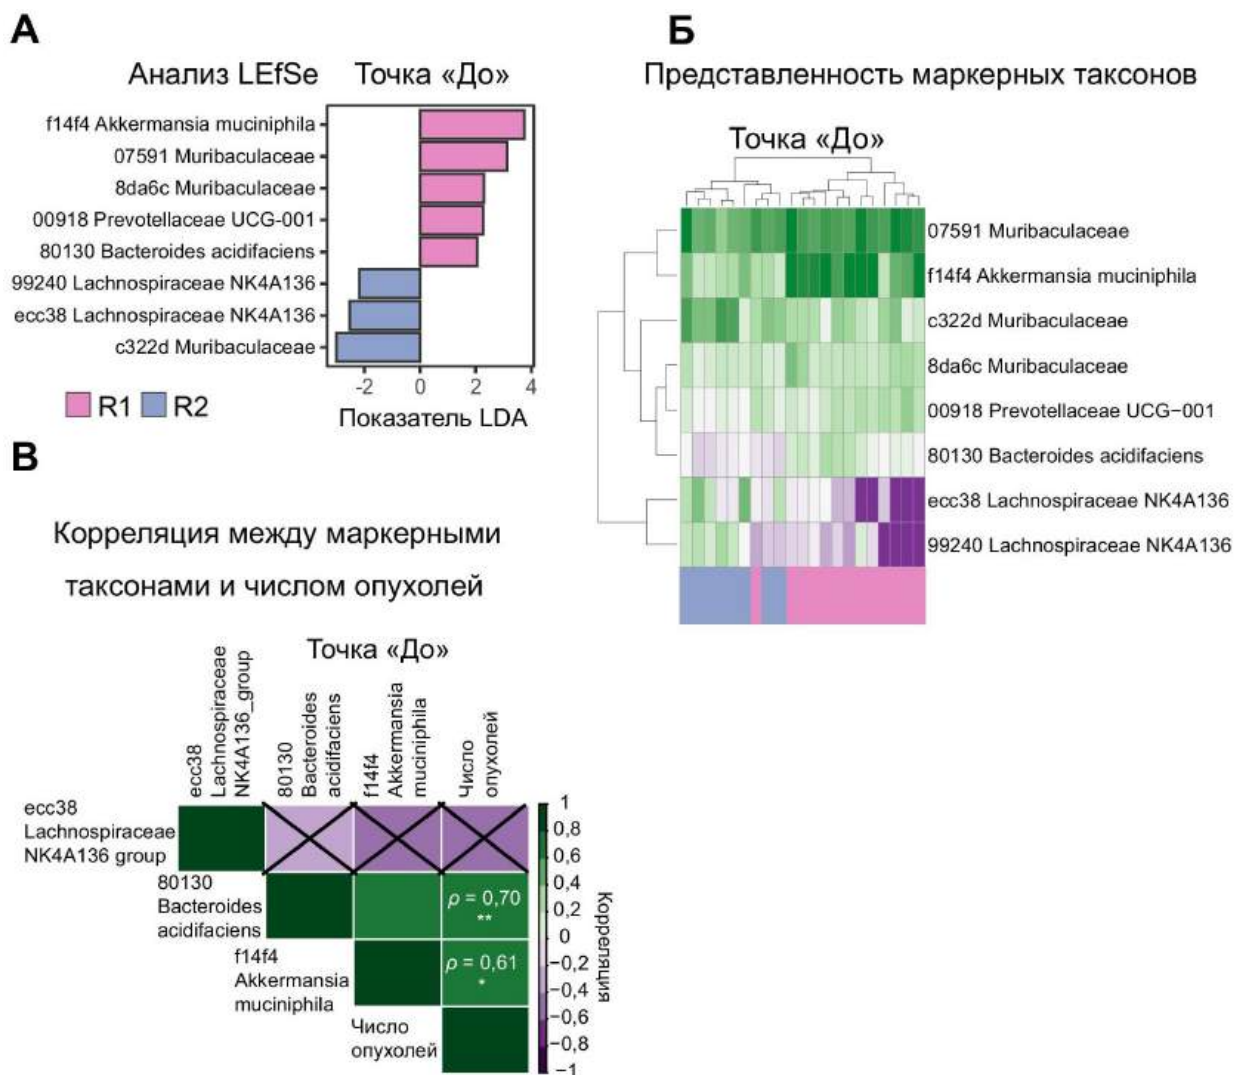 А
Анализ LEfSe
Точка «До»
f14f4 Akkermansia muciniphila
07591 Muribaculaceae
8da6c Muribaculaceae
00918 Prevotellaceae UCG-001
80130 Bacteroides acidifaciens
99240 Lachnospiraceae NK4A136
ecc38 Lachnospiraceae NK4A136
c322d Muribaculaceae
-2
0
2
4
Показатель LDA
R1
R2
Б
Представленность маркерных таксонов
Точка «До»
07591 Muribaculaceae
f14f4 Akkermansia muciniphila
c322d Muribaculaceae
8da6c Muribaculaceae
00918 Prevotellaceae UCG−001
80130 Bacteroides acidifaciens
ecc38 Lachnospiraceae NK4A136
99240 Lachnospiraceae NK4A136
В
Корреляция между маркерными
таксонами и числом опухолей
Точка «До»
ecc38
Lachnospiraceae
NK4A136_group
80130
Bacteroides
acidifaciens
f14f4
Akkermansia
muciniphila
Число
опухолей
ecc38
Lachnospiraceae
NK4A136 group
80130
Bacteroides
acidifaciens
f14f4
Akkermansia
muciniphila
Число
опухолей
ρ = 0,70
**
ρ = 0,61
*
1
0,8
0,6
0,4
0,2
0
−0,2
−0,4
−0,6
−0,8
−1
Корреляция